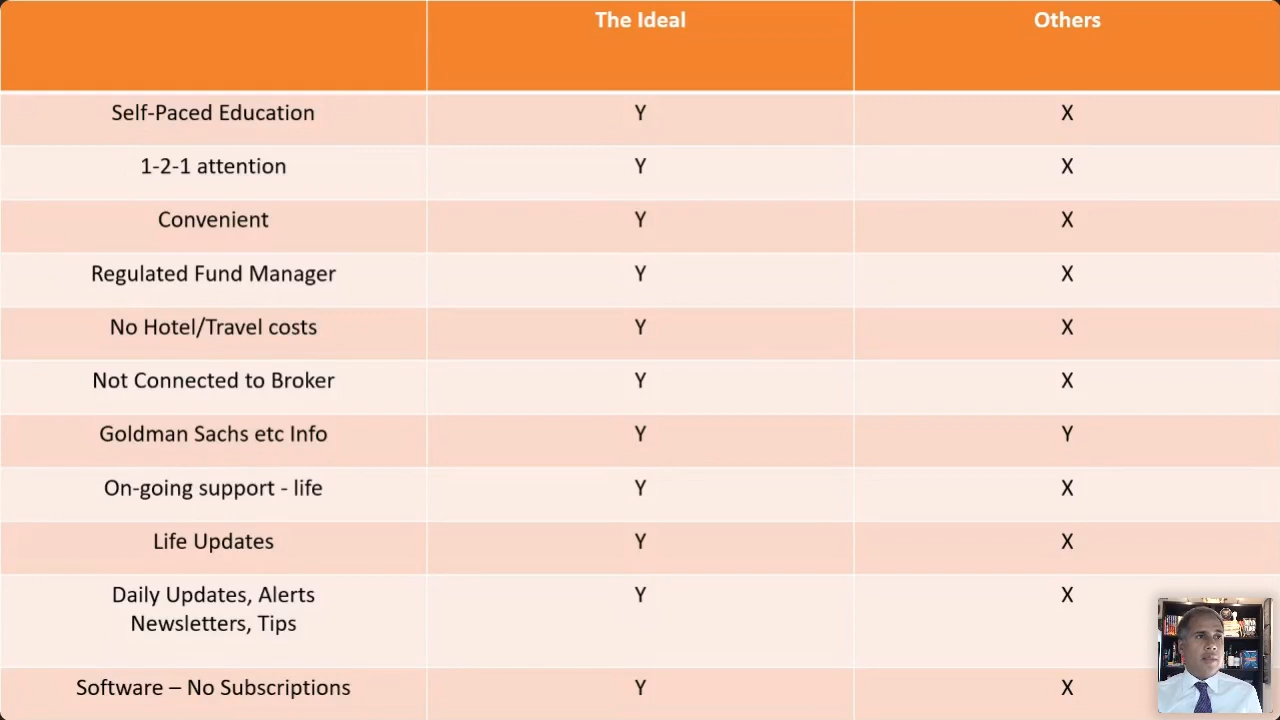 The Ideal Others
Self-Paced Education Y X
1-2-1 attention Y X
Convenient Y X
Regulated Fund Manager Y X
No Hotel/Travel costs Y X
Not Connected to Broker Y X
Goldman Sachs etc Info Y Y
On-going support - life Y X
Life Updates Y X
Daily Updates, Alerts Y X
Newsletters, Tips
Software – No Subscriptions Y X